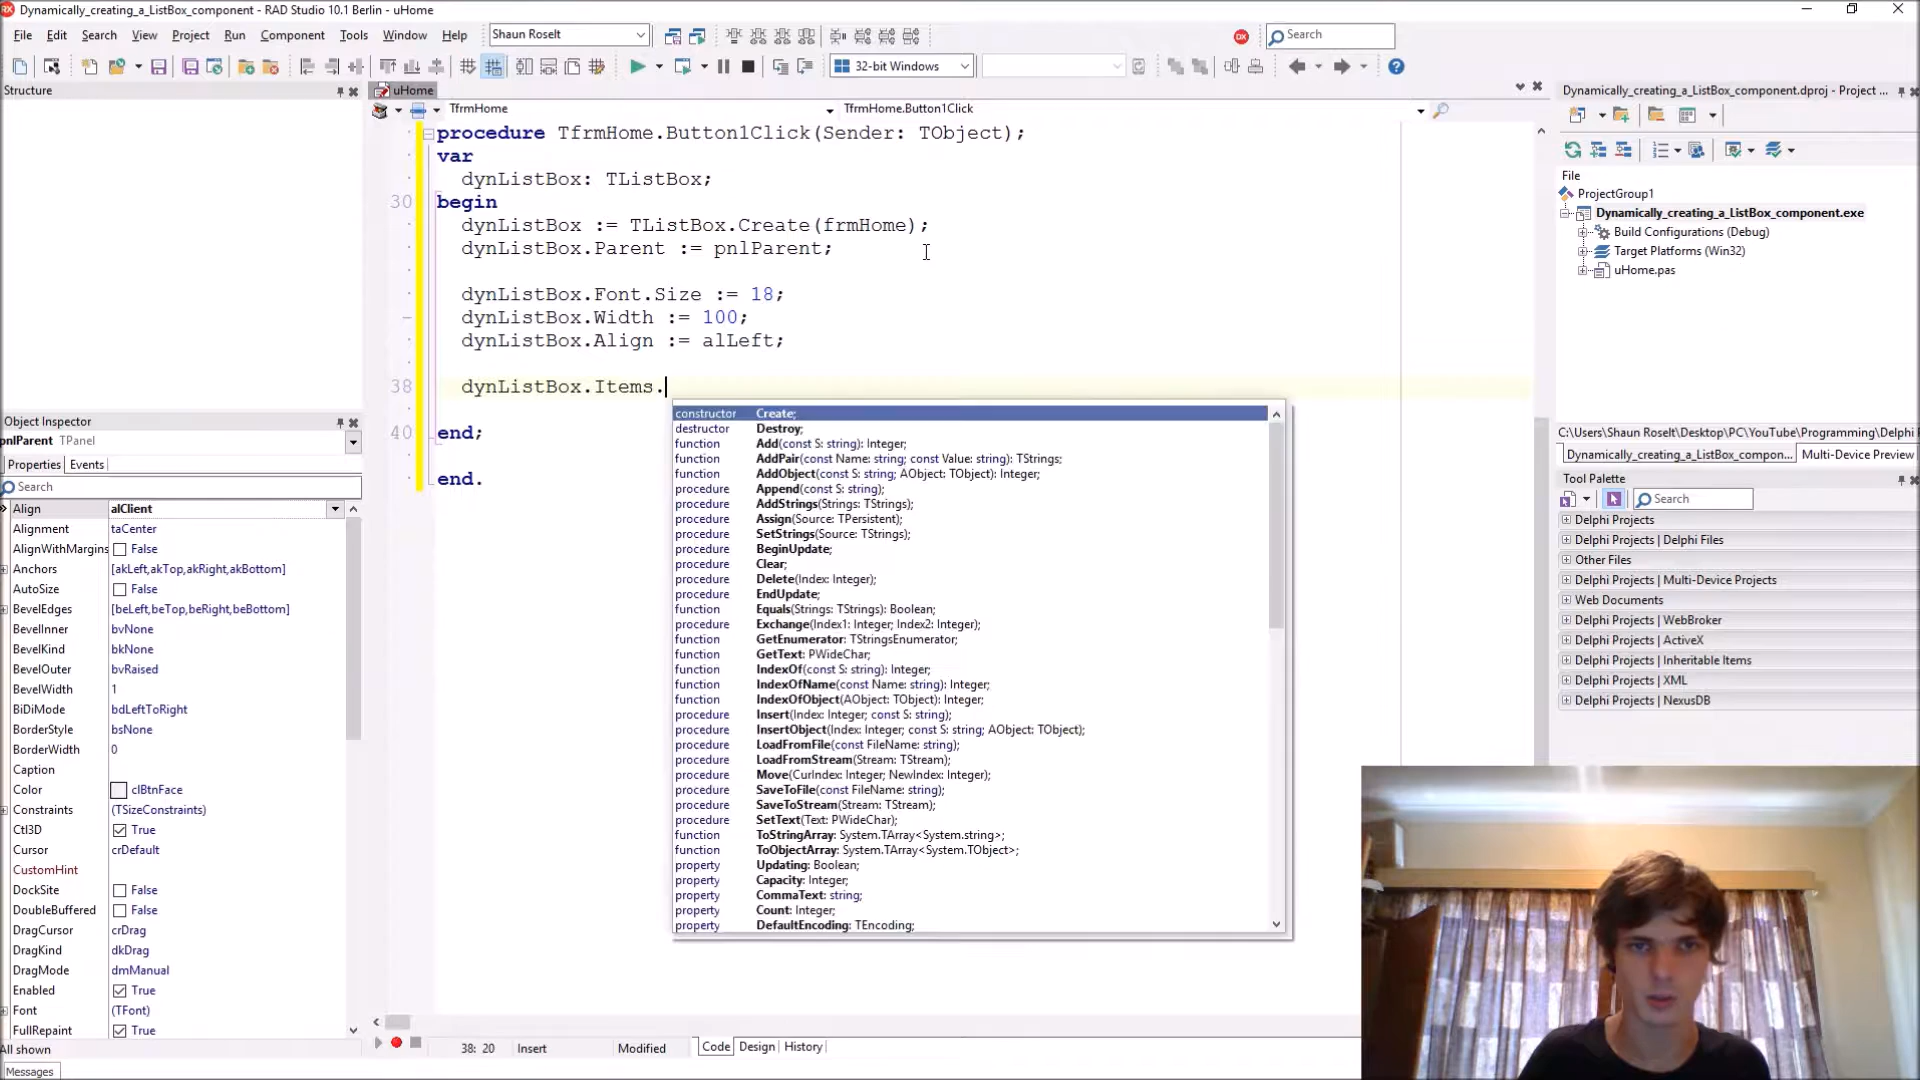 Dynamically_creating_a_ListBox_component - RAD Studio 10.1 Berlin - uHome
File Edit Search View Project Run Component Tools Window Help Shaun Roselt Search
32-bit Windows
Structure
uHome
TfrmHome TfrmHome.Button1Click
procedure TfrmHome.Button1Click(Sender: TObject);
var
dynListBox: TListBox;
30 begin
dynListBox := TListBox.Create(frmHome);
dynListBox.Parent := pnlParent;
dynListBox.Font.Size := 18;
dynListBox.Width := 100;
dynListBox.Align := alLeft;
38 dynListBox.Items.
40 end;
end.
constructor Create;
destructor Destroy;
function Add(const S: string): Integer;
function AddPair(const Name: string; const Value: string): TStrings;
function AddObject(const S: string; AObject: TObject): Integer;
procedure Append(const S: string);
procedure AddStrings(Strings: TStrings);
procedure Assign(Source: TPersistent);
procedure SetStrings(Source: TStrings);
procedure BeginUpdate;
procedure Clear;
procedure Delete(Index: Integer);
procedure EndUpdate;
function Equals(Strings: TStrings): Boolean;
procedure Exchange(Index1: Integer; Index2: Integer);
function GetEnumerator: TStringsEnumerator;
function GetText: PWideChar;
function IndexOf(const S: string): Integer;
function IndexOfName(const Name: string): Integer;
function IndexOfObject(AObject: TObject): Integer;
procedure Insert(Index: Integer; const S: string);
procedure InsertObject(Index: Integer; const S: string; AObject: TObject);
procedure LoadFromFile(const FileName: string);
procedure LoadFromStream(Stream: TStream);
procedure Move(CurIndex: Integer; NewIndex: Integer);
procedure SaveToFile(const FileName: string);
procedure SaveToStream(Stream: TStream);
procedure SetText(Text: PWideChar);
function ToStringArray: System.TArray<System.string>;
function ToObjectArray: System.TArray<System.TObject>;
property Updating: Boolean;
property Capacity: Integer;
property CommaText: string;
property Count: Integer;
property DefaultEncoding: TEncoding;
Object Inspector
pnlParent TPanel
Properties Events
Search
Align alClient
Alignment taCenter
AlignWithMargins False
Anchors [akLeft,akTop,akRight,akBottom]
AutoSize False
BevelEdges [beLeft,beTop,beRight,beBottom]
BevelInner bvNone
BevelKind bkNone
BevelOuter bvRaised
BevelWidth 1
BiDiMode bdLeftToRight
BorderStyle bsNone
BorderWidth 0
Caption
Color clBtnFace
Constraints (TSizeConstraints)
Ctl3D True
Cursor crDefault
CustomHint
DockSite False
DoubleBuffered False
DragCursor crDrag
DragKind dkDrag
DragMode dmManual
Enabled True
Font (TFont)
FullRepaint True
All shown
Messages
38: 20 Insert Modified Code Design History
Dynamically_creating_a_ListBox_component.dproj - Project ...
File
ProjectGroup1
Dynamically_creating_a_ListBox_component.exe
Build Configurations (Debug)
Target Platforms (Win32)
uHome.pas
C:\Users\Shaun Roselt\Desktop\PC\YouTube\Programming\Delphi
Dynamically_creating_a_ListBox_compon... Multi-Device Preview
Tool Palette
Search
Delphi Projects
Delphi Projects | Delphi Files
Other Files
Delphi Projects | Multi-Device Projects
Web Documents
Delphi Projects | WebBroker
Delphi Projects | ActiveX
Delphi Projects | Inheritable Items
Delphi Projects | XML
Delphi Projects | NexusDB